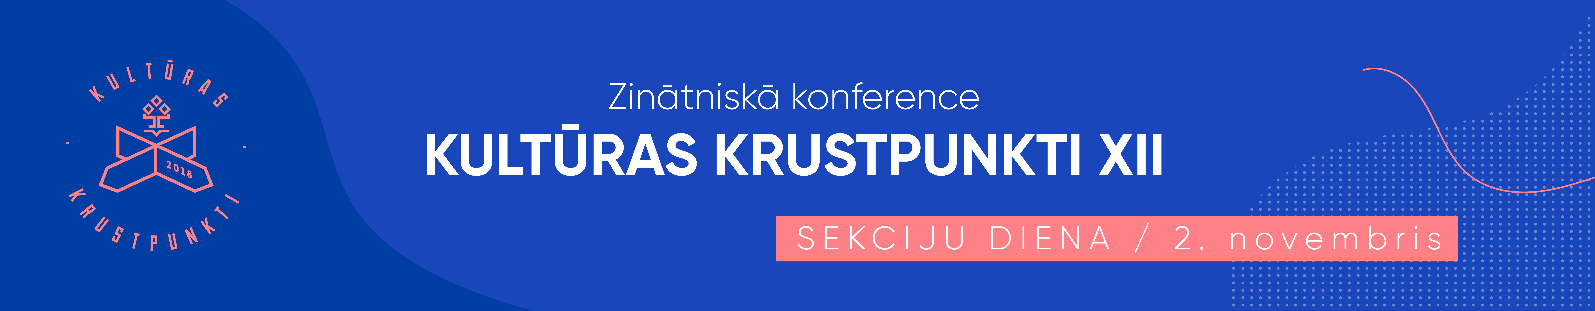 KULTŪRAS
2018
KRUSTPUNKTI
Zinātniskā konference
KULTŪRAS KRUSTPUNKTI XII
SEKCIJU DIENA / 2. novembris